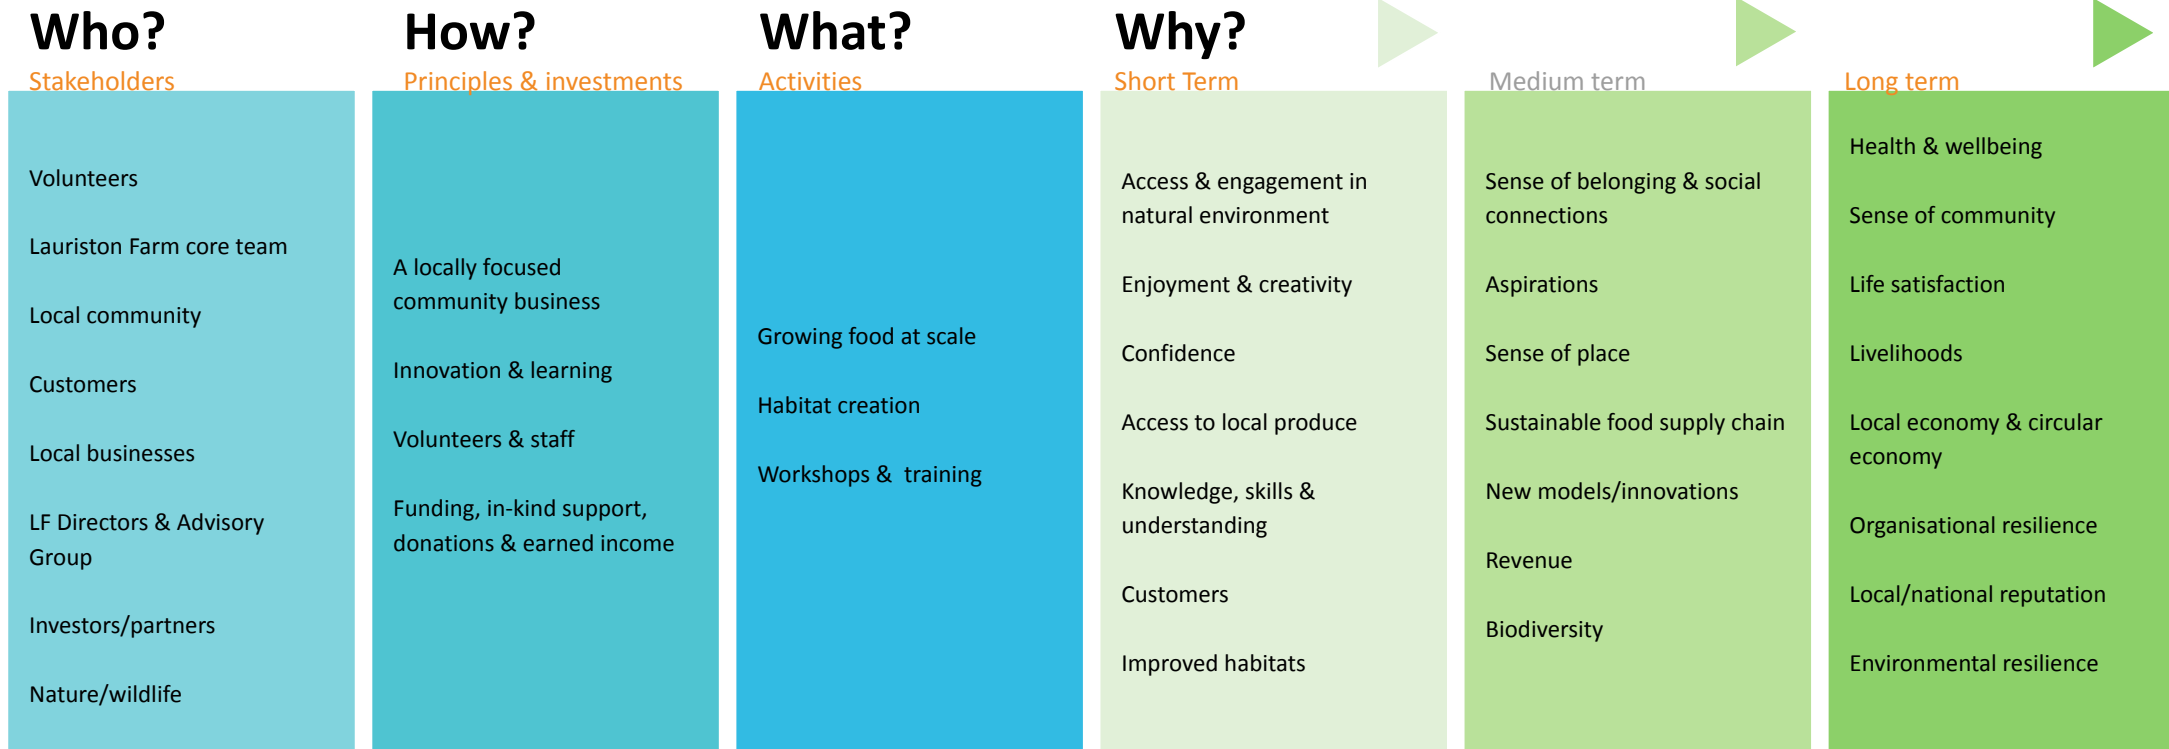 Who?
Stakeholders
Volunteers
Lauriston Farm core team
Local community
Customers
Local businesses
LF Directors & Advisory
Group
Investors/partners
Nature/wildlife
How?
Principles & investments
A locally focused
community business
Innovation & learning
Volunteers & staff
Funding, in-kind support,
donations & earned income
What?
Activities
Growing food at scale
Habitat creation
Workshops &  training
Why?
Short Term
Access & engagement in
natural environment
Enjoyment & creativity
Confidence
Access to local produce
Knowledge, skills &
understanding
Customers
Improved habitats
Medium term
Sense of belonging & social
connections
Aspirations
Sense of place
Sustainable food supply chain
New models/innovations
Revenue
Biodiversity
Long term
Health & wellbeing
Sense of community
Life satisfaction
Livelihoods
Local economy & circular
economy
Organisational resilience
Local/national reputation
Environmental resilience